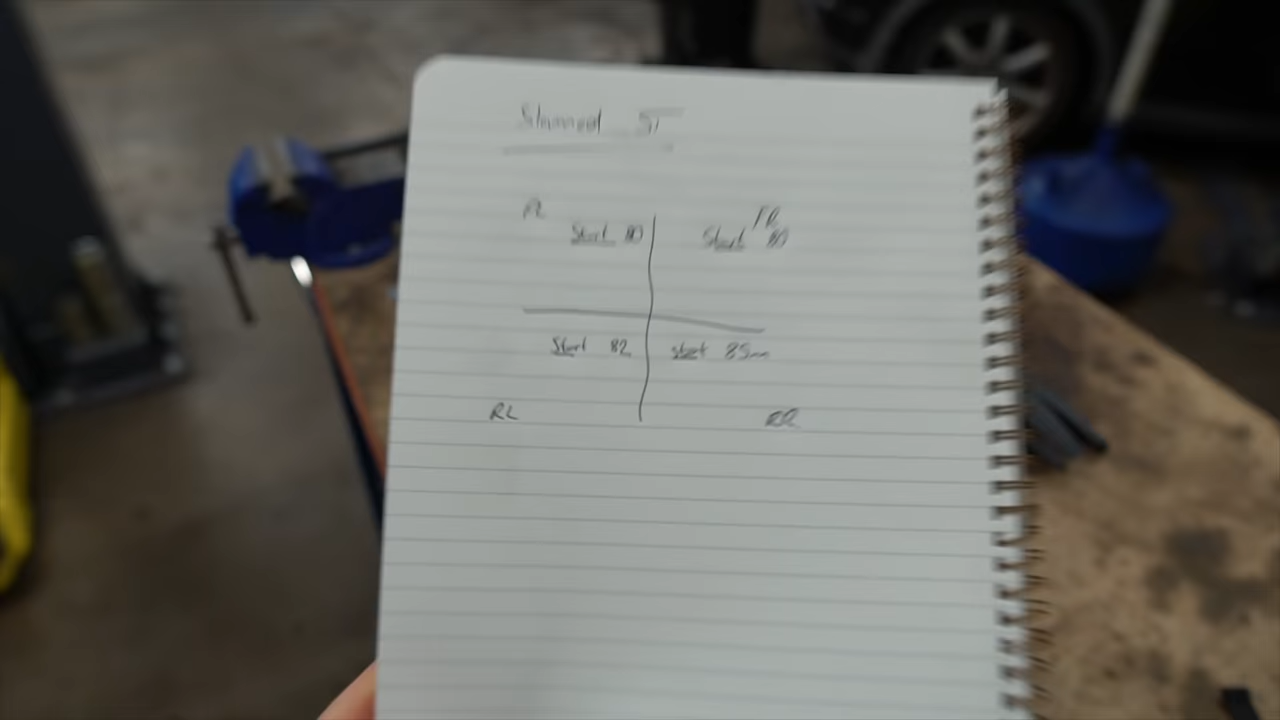 Slammed ST
FL FR
Start 80 Start 80
Start 82 Start 85mm
RL RR